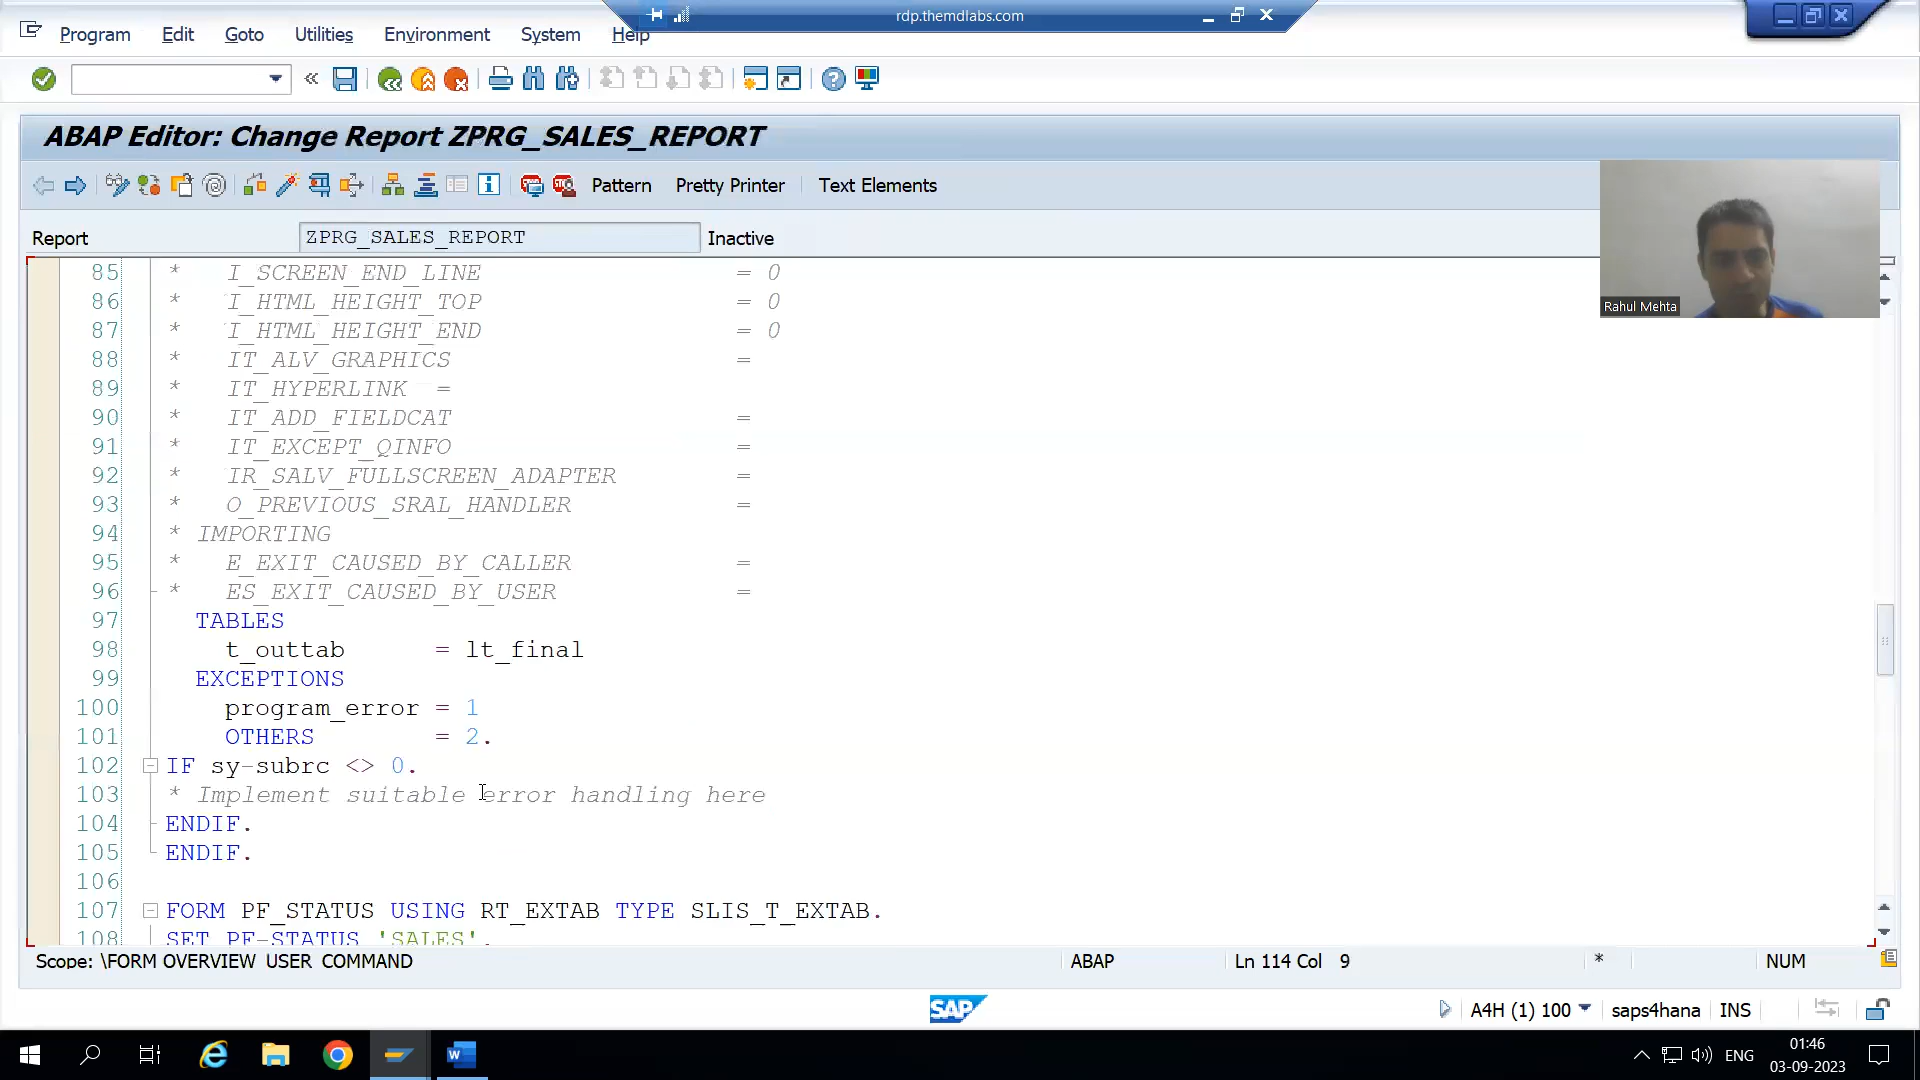 rdp.themdlabs.com
Program Edit Goto Utilities Environment System Help
ABAP Editor: Change Report ZPRG_SALES_REPORT
Pattern Pretty Printer Text Elements
Report ZPRG_SALES_REPORT Inactive
Rahul Mehta
85 * I_SCREEN_END_LINE = 0
86 * I_HTML_HEIGHT_TOP = 0
87 * I_HTML_HEIGHT_END = 0
88 * IT_ALV_GRAPHICS =
89 * IT_HYPERLINK =
90 * IT_ADD_FIELDCAT =
91 * IT_EXCEPT_QINFO =
92 * IR_SALV_FULLSCREEN_ADAPTER =
93 * O_PREVIOUS_SRAL_HANDLER =
94 * IMPORTING
95 * E_EXIT_CAUSED_BY_CALLER =
96 * ES_EXIT_CAUSED_BY_USER =
97 TABLES
98 t_outtab = lt_final
99 EXCEPTIONS
100 program_error = 1
101 OTHERS = 2.
102 IF sy-subrc <> 0.
103 * Implement suitable error handling here
104 ENDIF.
105 ENDIF.
106
107 FORM PF_STATUS USING RT_EXTAB TYPE SLIS_T_EXTAB.
108 SET PF-STATUS 'SALES'.
Scope: \FORM OVERVIEW_USER_COMMAND ABAP Ln 114 Col 9 * NUM
SAP A4H (1) 100 saps4hana INS
ENG 01:46
03-09-2023